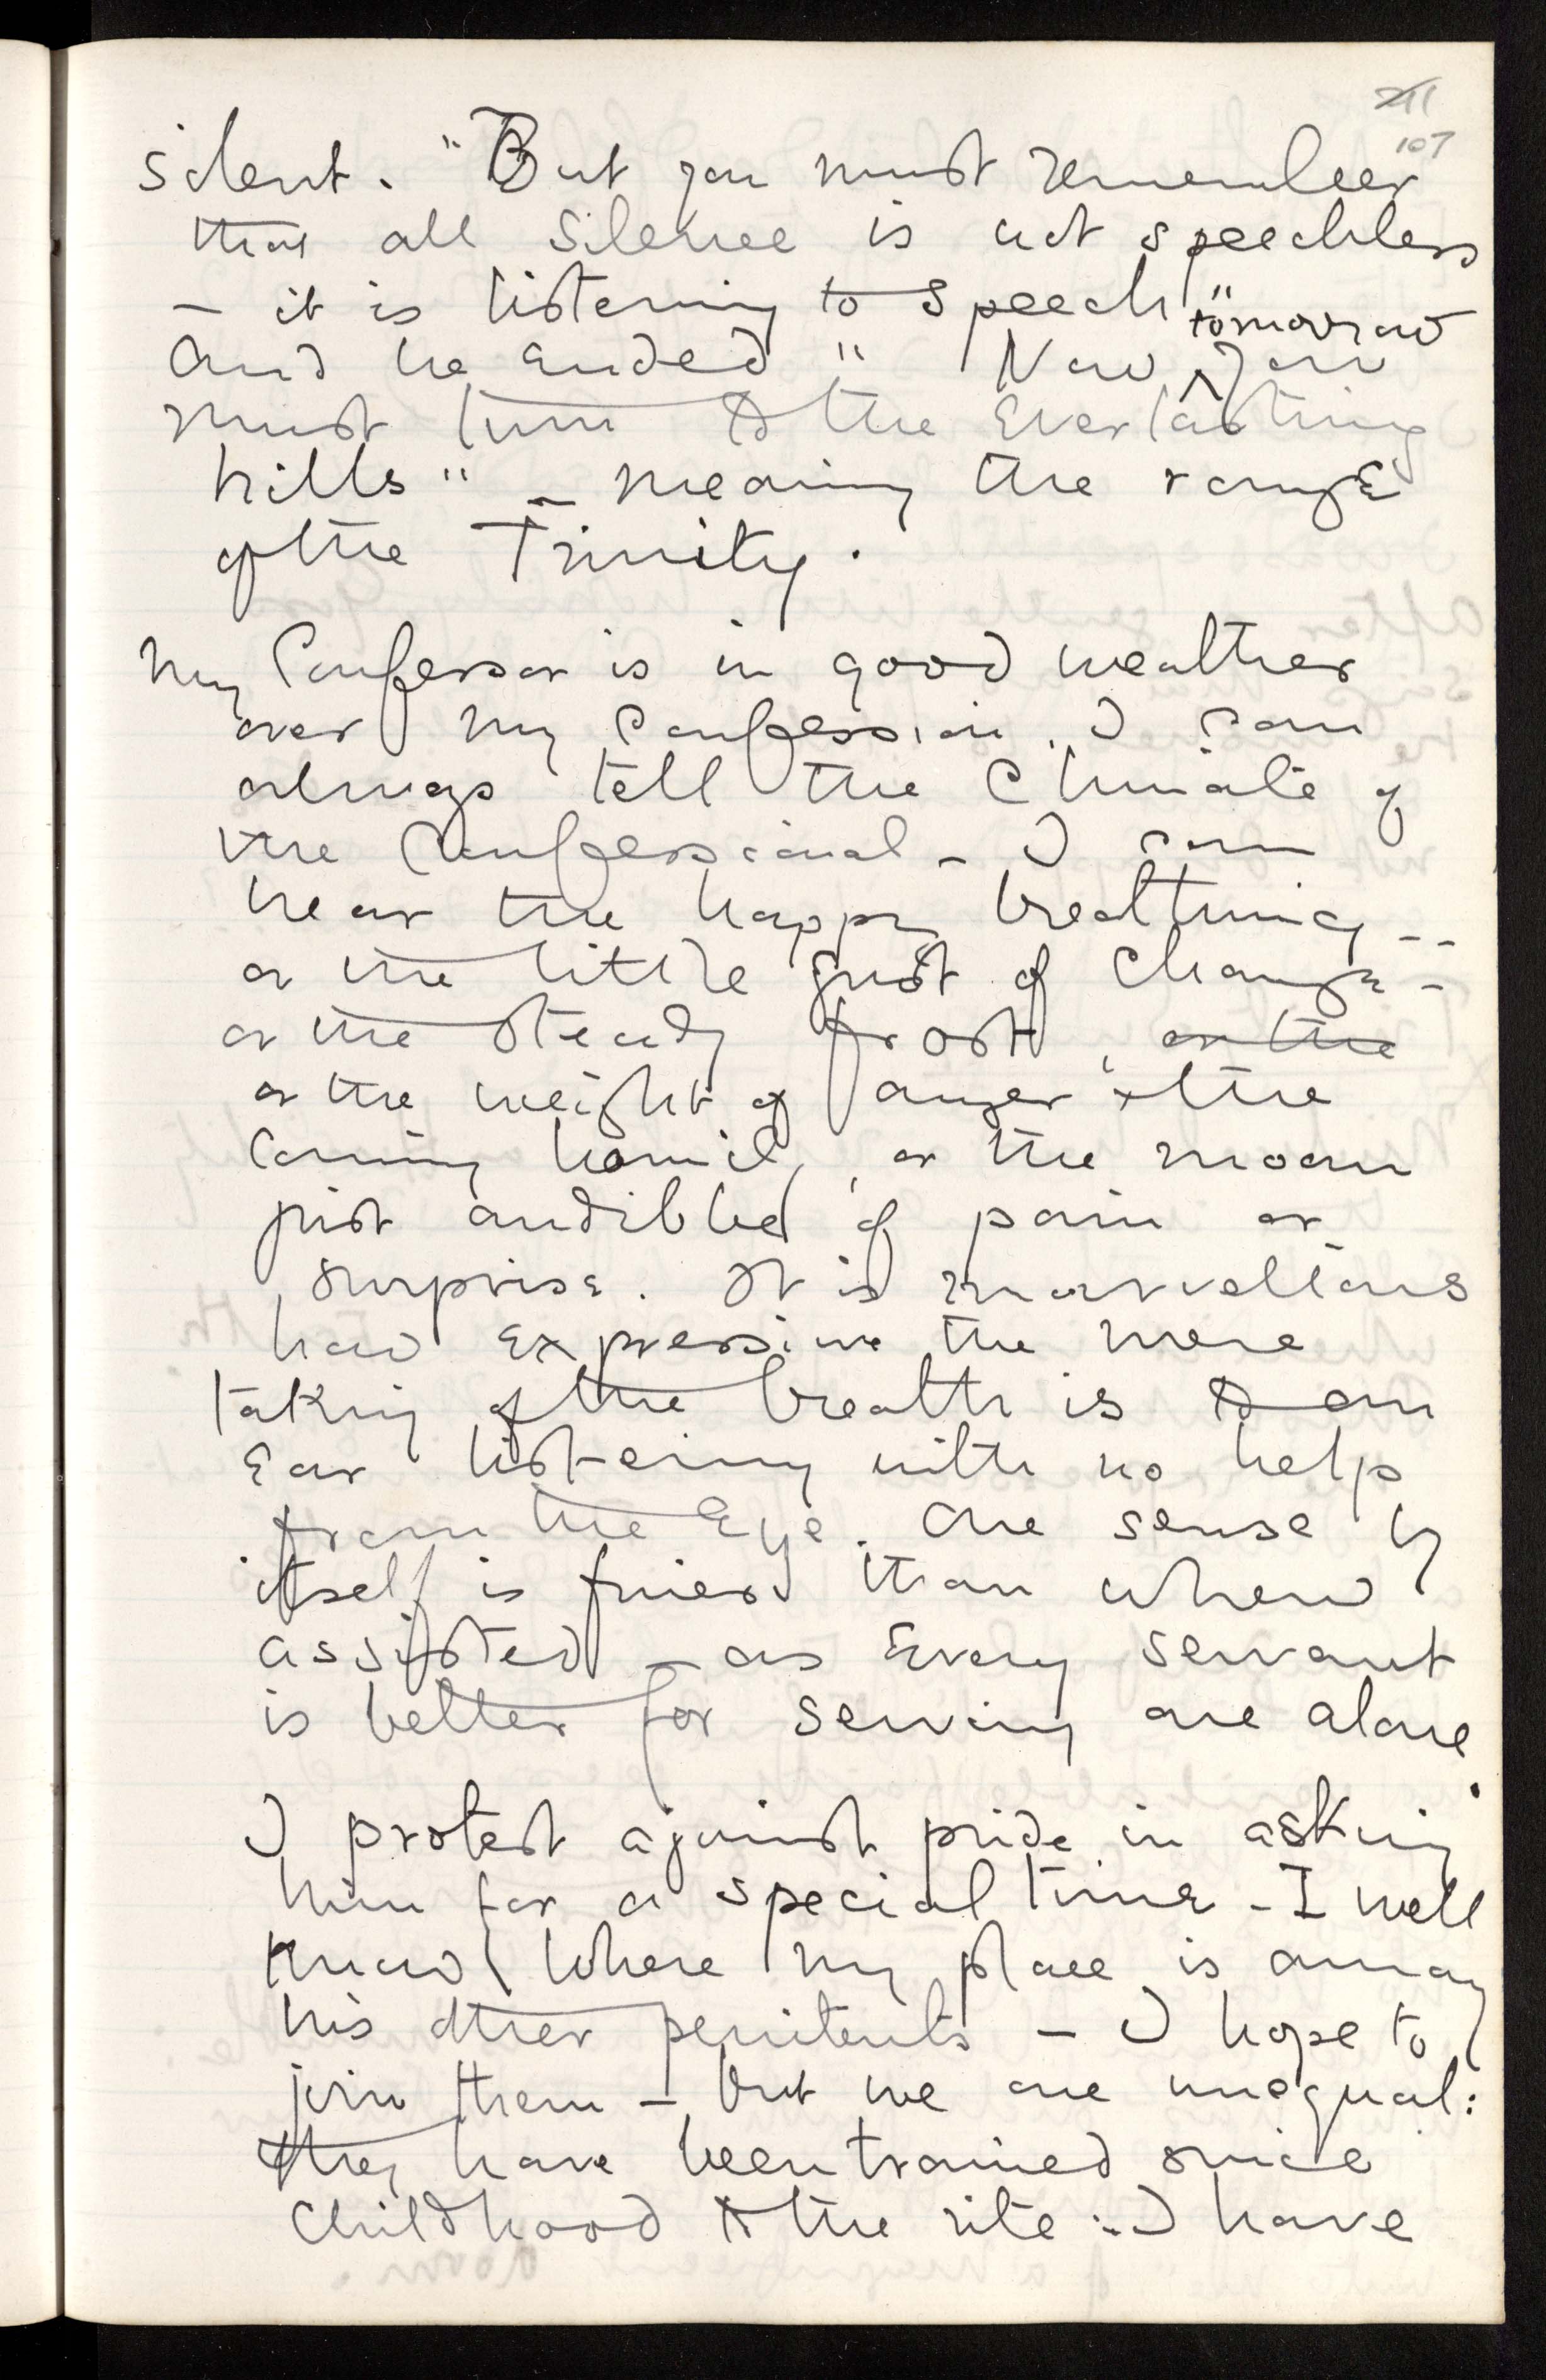 211
107
silent. "But you must remember
that all silence is not speechless
– it is listening to speech"
tomorrow
And he ended " Now you
must turn to the Everlasting
hills" – meaning the range
of the Trinity.
My Confessor is in good weather
over my Confession. I can
always tell the climate of
the Confessional – I can
hear the happy breathing --
or the little gust of change –
or the steady frost, or the
or the weight of anger & the
coming homily, or the moan
just audibled of pain or
surprise. It is marvellous
how expressive the mere
taking of the breath is to an
Ear listening with no help
from the Eye. One sense by
itself is finer than when
assisted – as Every servant
is better for serving one alone.
I protest against pride in asking
him for a special time – I well
know where my place is among
his other penitents – I hope to
join them – but we are unequal:
they have been trained since
Childhood to the rite: I have